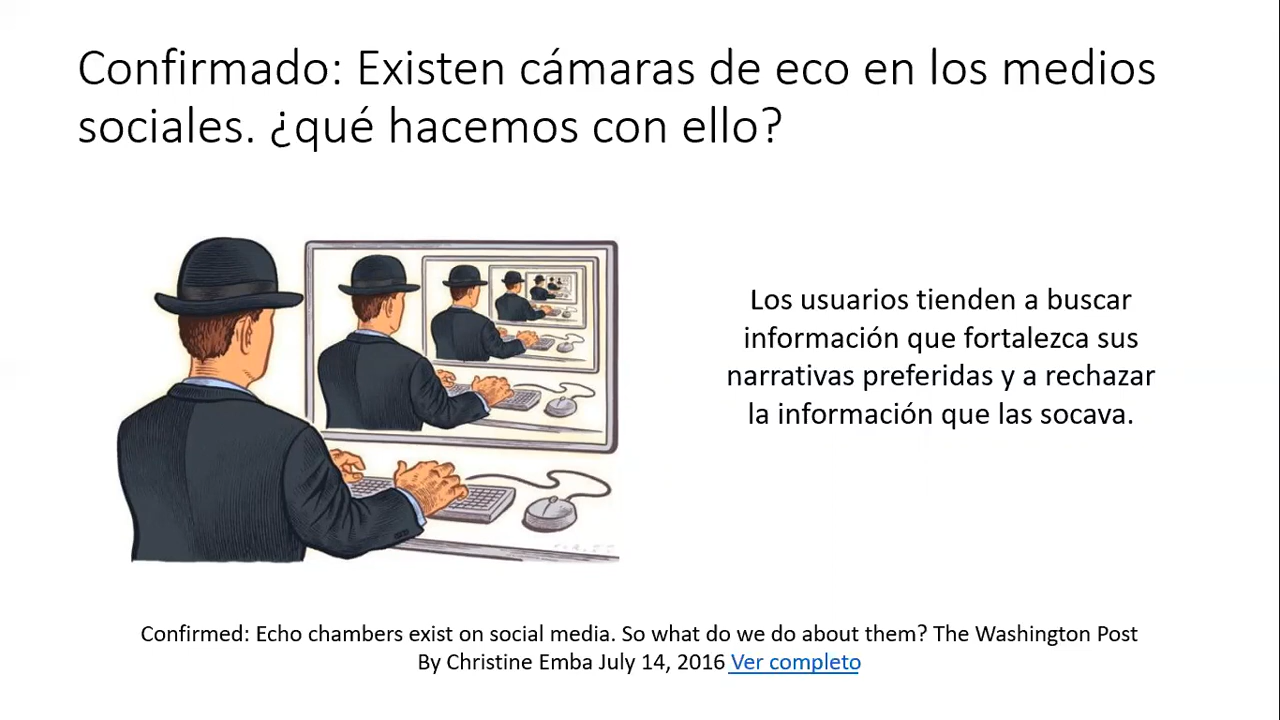 Confirmado: Existen cámaras de eco en los medios
sociales. ¿qué hacemos con ello?
Los usuarios tienden a buscar
información que fortalezca sus
narrativas preferidas y a rechazar
la información que las socava.
Confirmed: Echo chambers exist on social media. So what do we do about them? The Washington Post
By Christine Emba July 14, 2016 Ver completo